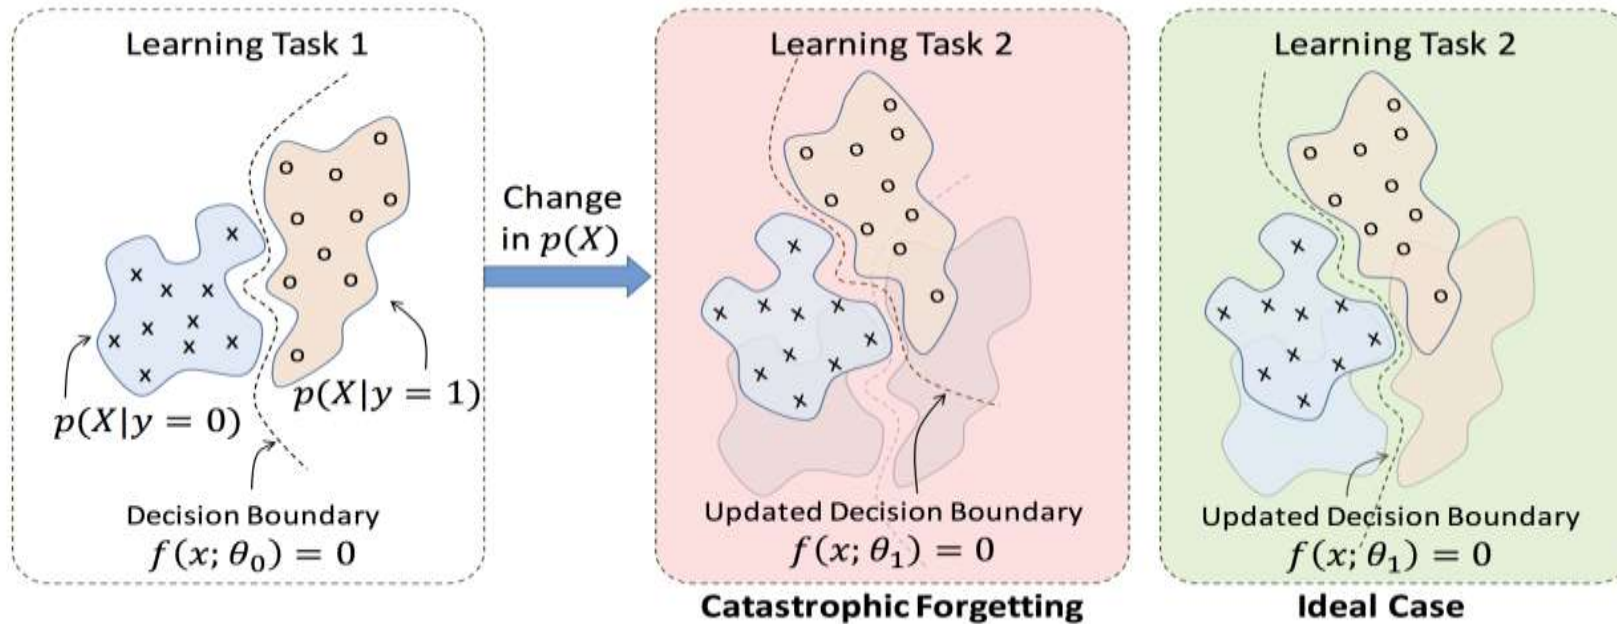 Learning Task 1
p(X|y = 0)
p(X|y = 1)
Decision Boundary
f(x; θ₀) = 0
Change
in p(X)
Learning Task 2
Updated Decision Boundary
f(x; θ₁) = 0
Catastrophic Forgetting
Learning Task 2
Updated Decision Boundary
f(x; θ₁) = 0
Ideal Case